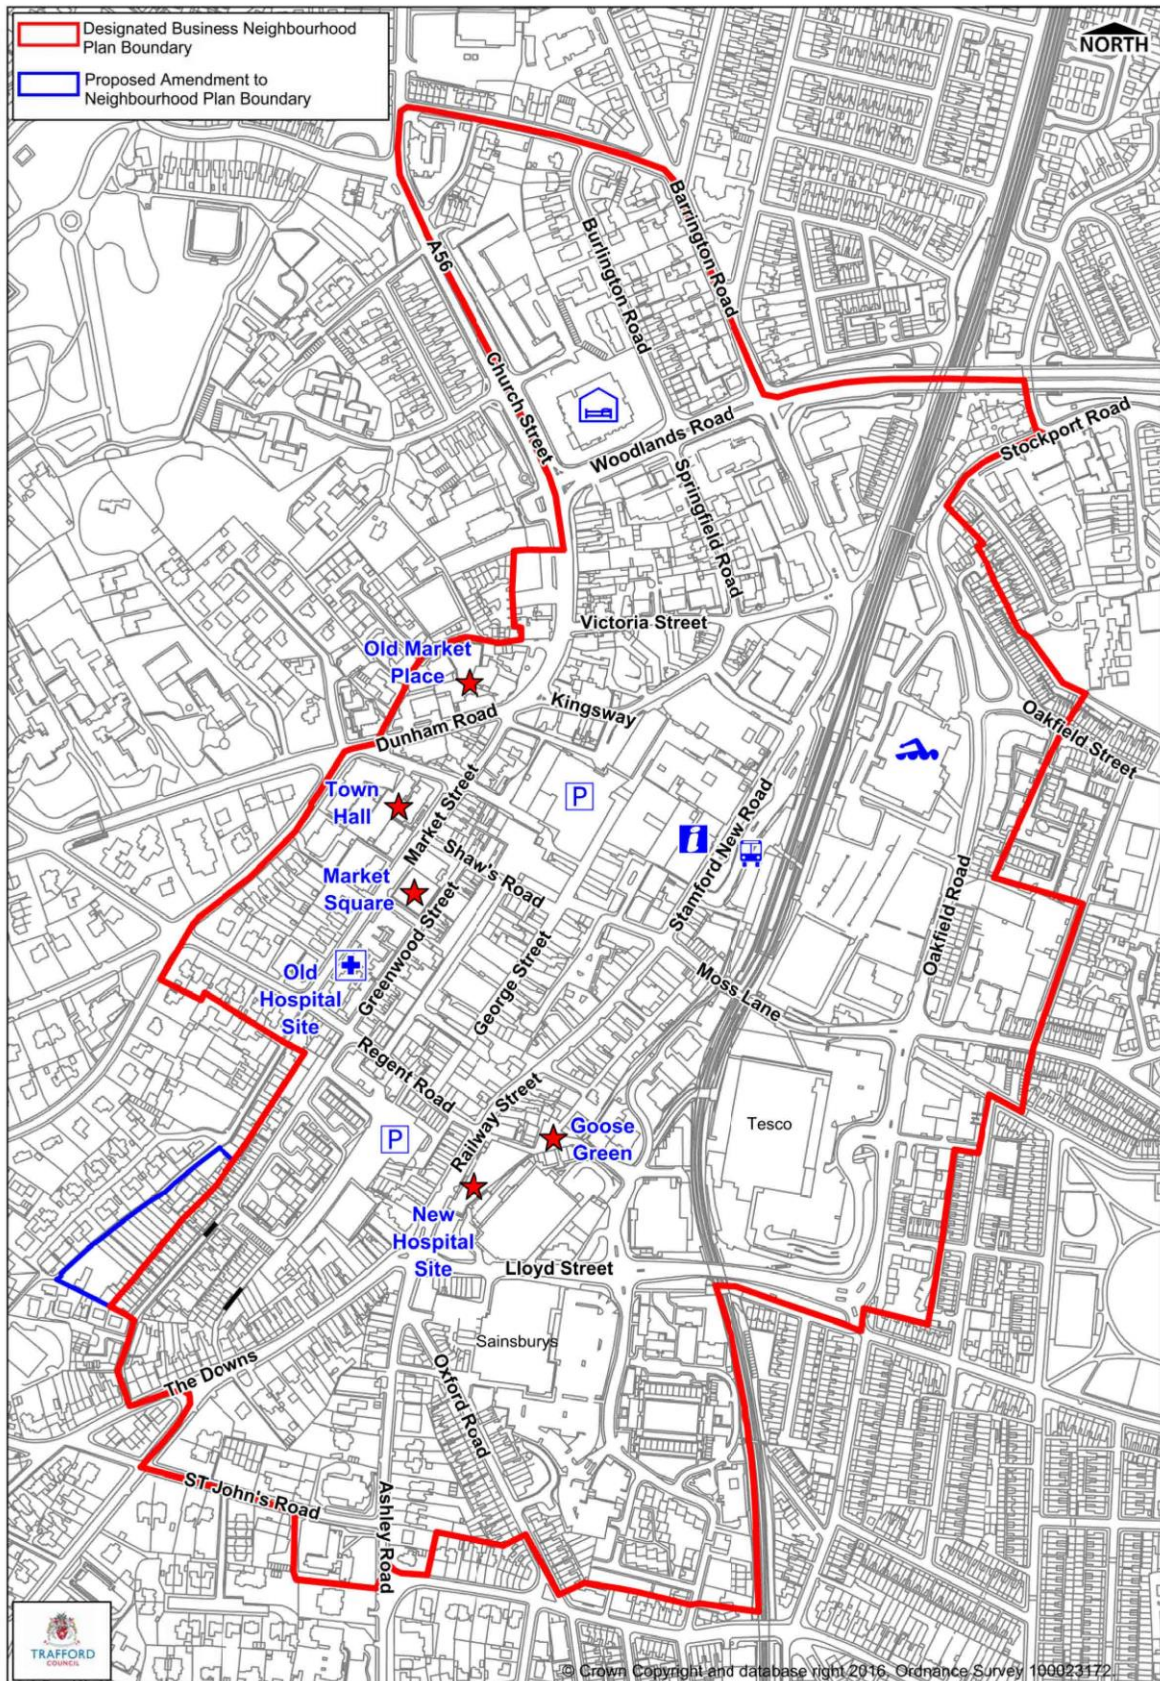 Designated Business Neighbourhood
Plan Boundary
Proposed Amendment to
Neighbourhood Plan Boundary
NORTH
A56
Barrington Road
Burlington Road
Church Street
Woodlands Road
Stockport Road
Springfield Road
Victoria Street
Old Market
Place
Kingsway
Dunham Road
Oakfield Street
Town
Hall
Market Street
P
Stamford New Road
i
Shaw's Road
Market
Square
Greenwood Street
George Street
Oakfield Road
Old
Hospital
Site
Moss Lane
Regent Road
Railway Street
P
Goose
Green
Tesco
New
Hospital
Site
Lloyd Street
Sainsburys
The Downs
Oxford Road
ST John's Road
Ashley Road
TRAFFORD
COUNCIL
© Crown Copyright and database right 2016. Ordnance Survey 100023172.